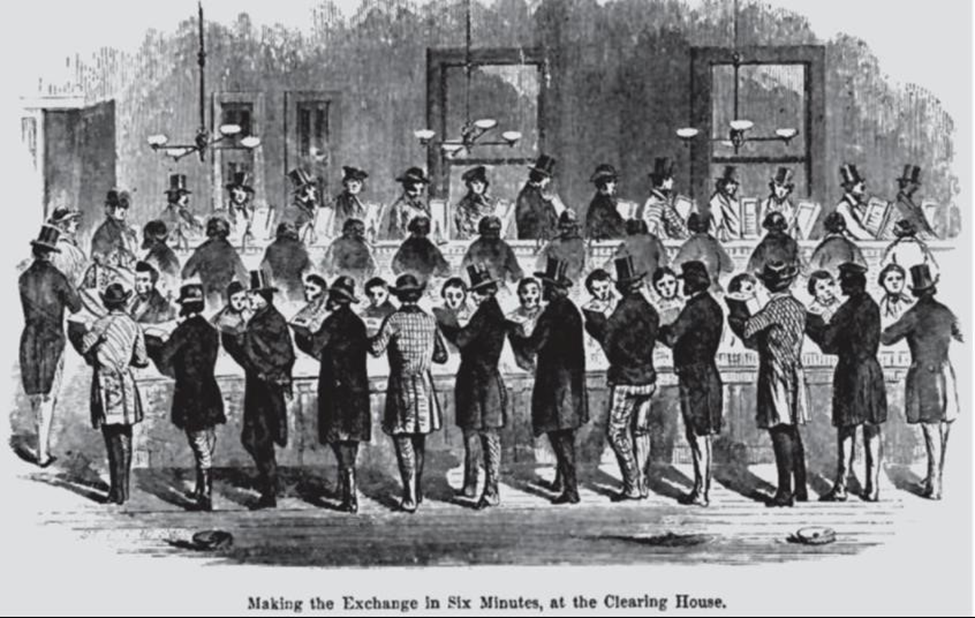 Making the Exchange in Six Minutes, at the Clearing House.